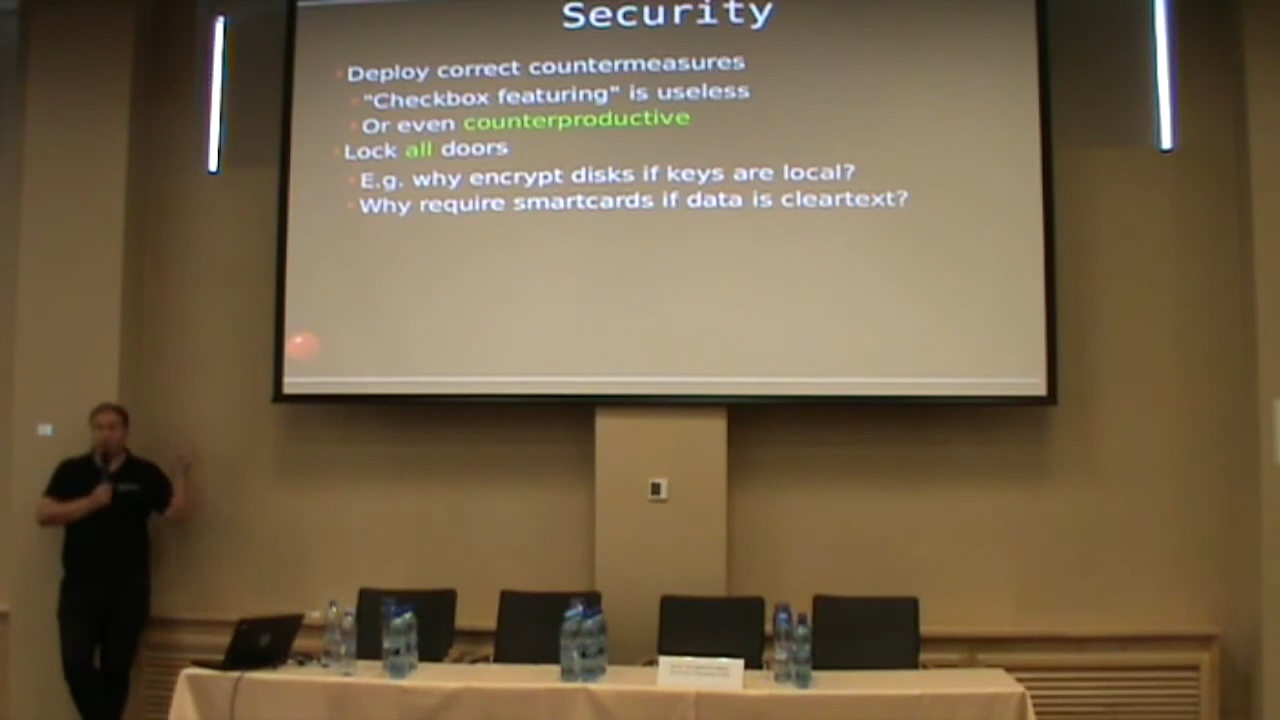 Security
Deploy correct countermeasures
"Checkbox featuring" is useless
Or even counterproductive
Lock all doors
E.g. why encrypt disks if keys are local?
Why require smartcards if data is cleartext?